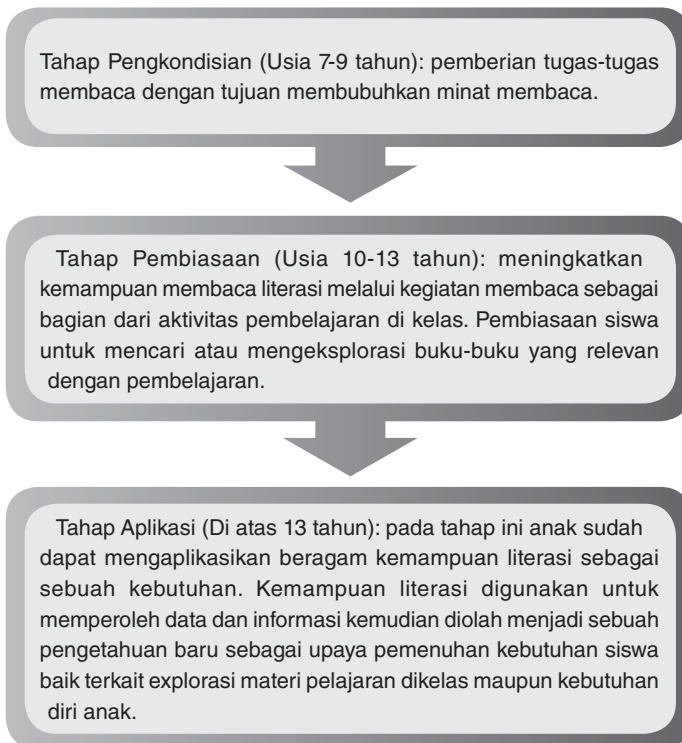 Tahap Pengkondisian (Usia 7-9 tahun): pemberian tugas-tugas
membaca dengan tujuan membubuhkan minat membaca.
Tahap Pembiasaan (Usia 10-13 tahun): meningkatkan
kemampuan membaca literasi melalui kegiatan membaca sebagai
bagian dari aktivitas pembelajaran di kelas. Pembiasaan siswa
untuk mencari atau mengeksplorasi buku-buku yang relevan
dengan pembelajaran.
Tahap Aplikasi (Di atas 13 tahun): pada tahap ini anak sudah
dapat mengaplikasikan beragam kemampuan literasi sebagai
sebuah kebutuhan. Kemampuan literasi digunakan untuk
memperoleh data dan informasi kemudian diolah menjadi sebuah
pengetahuan baru sebagai upaya pemenuhan kebutuhan siswa
baik terkait explorasi materi pelajaran dikelas maupun kebutuhan
diri anak.